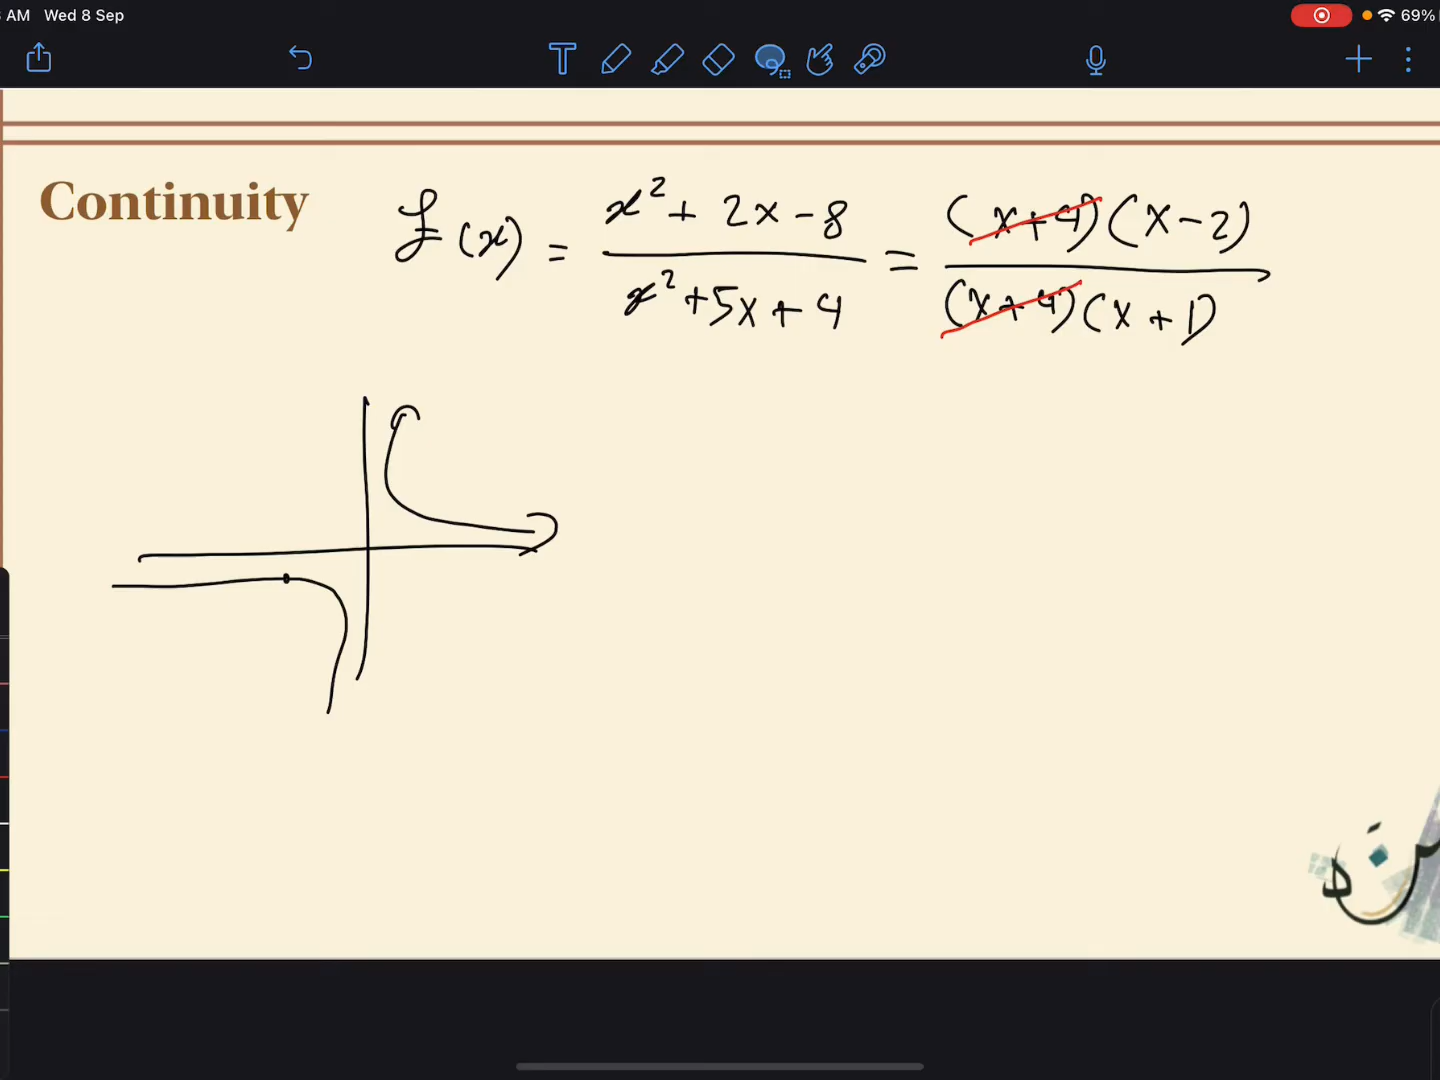 AM Wed 8 Sep 69%
Continuity
f(x) = x²+ 2x-8 / x²+5x+4 = (x+4)(x-2) / (x+4)(x+1)